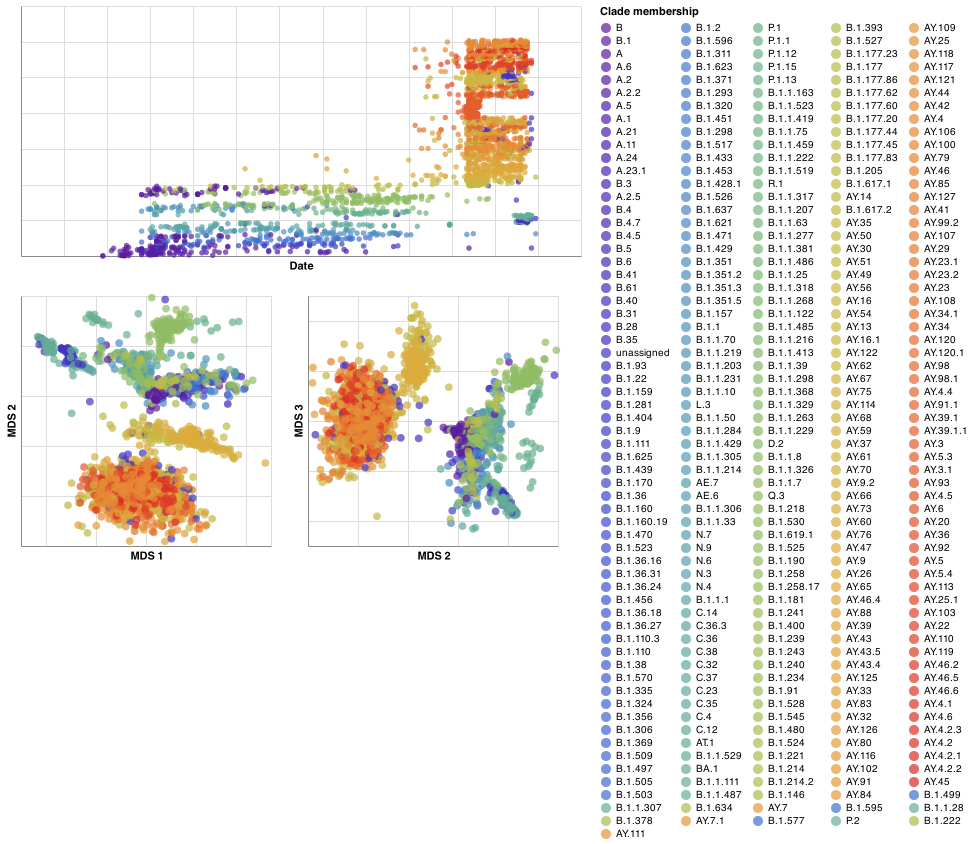 Date
MDS 2
MDS 1
MDS 3
MDS 2
Clade membership
B
B.1
A
A.6
A.2
A.2.2
A.5
A.1
A.21
A.11
A.24
A.23.1
B.3
A.2.5
B.4
B.4.7
B.4.5
B.5
B.6
B.41
B.61
B.40
B.31
B.28
B.35
unassigned
B.1.93
B.1.22
B.1.159
B.1.281
B.1.404
B.1.9
B.1.111
B.1.625
B.1.439
B.1.170
B.1.36
B.1.160
B.1.160.19
B.1.470
B.1.523
B.1.36.16
B.1.36.31
B.1.36.24
B.1.456
B.1.36.18
B.1.36.27
B.1.110.3
B.1.110
B.1.38
B.1.570
B.1.335
B.1.324
B.1.356
B.1.306
B.1.369
B.1.509
B.1.497
B.1.505
B.1.503
B.1.1.307
B.1.378
AY.111
B.1.2
B.1.596
B.1.311
B.1.623
B.1.371
B.1.293
B.1.320
B.1.451
B.1.298
B.1.517
B.1.433
B.1.453
B.1.428.1
B.1.526
B.1.637
B.1.621
B.1.471
B.1.429
B.1.351
B.1.351.2
B.1.351.3
B.1.351.5
B.1.157
B.1.1
B.1.1.70
B.1.1.219
B.1.1.203
B.1.1.231
B.1.1.10
L.3
B.1.1.50
B.1.1.284
B.1.1.429
B.1.1.305
B.1.1.214
AE.7
AE.6
B.1.1.306
B.1.1.33
N.7
N.9
N.6
N.3
N.4
B.1.1.1
C.14
C.36.3
C.36
C.38
C.32
C.37
C.23
C.35
C.4
C.12
AT.1
B.1.1.529
BA.1
B.1.1.111
B.1.1.487
B.1.634
AY.7.1
P.1
P.1.1
P.1.12
P.1.15
P.1.13
B.1.1.163
B.1.1.523
B.1.1.419
B.1.1.75
B.1.1.459
B.1.1.222
B.1.1.519
R.1
B.1.1.317
B.1.1.207
B.1.1.63
B.1.1.277
B.1.1.381
B.1.1.486
B.1.1.25
B.1.1.318
B.1.1.268
B.1.1.122
B.1.1.485
B.1.1.216
B.1.1.413
B.1.1.39
B.1.1.298
B.1.1.368
B.1.1.329
B.1.1.263
B.1.1.229
D.2
B.1.1.8
B.1.1.326
B.1.1.7
Q.3
B.1.218
B.1.530
B.1.619.1
B.1.525
B.1.190
B.1.258
B.1.258.17
B.1.181
B.1.241
B.1.400
B.1.239
B.1.243
B.1.240
B.1.234
B.1.91
B.1.528
B.1.545
B.1.480
B.1.524
B.1.221
B.1.214
B.1.214.2
B.1.146
AY.7
B.1.577
B.1.393
B.1.527
B.1.177.23
B.1.177
B.1.177.86
B.1.177.62
B.1.177.60
B.1.177.20
B.1.177.44
B.1.177.45
B.1.177.83
B.1.205
B.1.617.1
AY.14
B.1.617.2
AY.35
AY.50
AY.30
AY.51
AY.49
AY.56
AY.16
AY.54
AY.13
AY.16.1
AY.122
AY.62
AY.67
AY.75
AY.114
AY.68
AY.59
AY.37
AY.61
AY.70
AY.9.2
AY.66
AY.73
AY.60
AY.76
AY.47
AY.9
AY.26
AY.65
AY.46.4
AY.88
AY.39
AY.43
AY.43.5
AY.43.4
AY.125
AY.33
AY.83
AY.32
AY.126
AY.80
AY.116
AY.102
AY.91
AY.84
B.1.595
P.2
AY.109
AY.25
AY.118
AY.117
AY.121
AY.44
AY.42
AY.4
AY.106
AY.100
AY.79
AY.46
AY.85
AY.127
AY.41
AY.99.2
AY.107
AY.29
AY.23.1
AY.23.2
AY.23
AY.108
AY.34.1
AY.34
AY.120
AY.120.1
AY.98
AY.98.1
AY.4.4
AY.91.1
AY.39.1
AY.39.1.1
AY.3
AY.5.3
AY.3.1
AY.93
AY.4.5
AY.6
AY.20
AY.36
AY.92
AY.5
AY.5.4
AY.113
AY.25.1
AY.103
AY.22
AY.110
AY.119
AY.46.2
AY.46.5
AY.46.6
AY.4.1
AY.4.6
AY.4.2.3
AY.4.2
AY.4.2.1
AY.4.2.2
AY.45
B.1.499
B.1.1.28
B.1.222